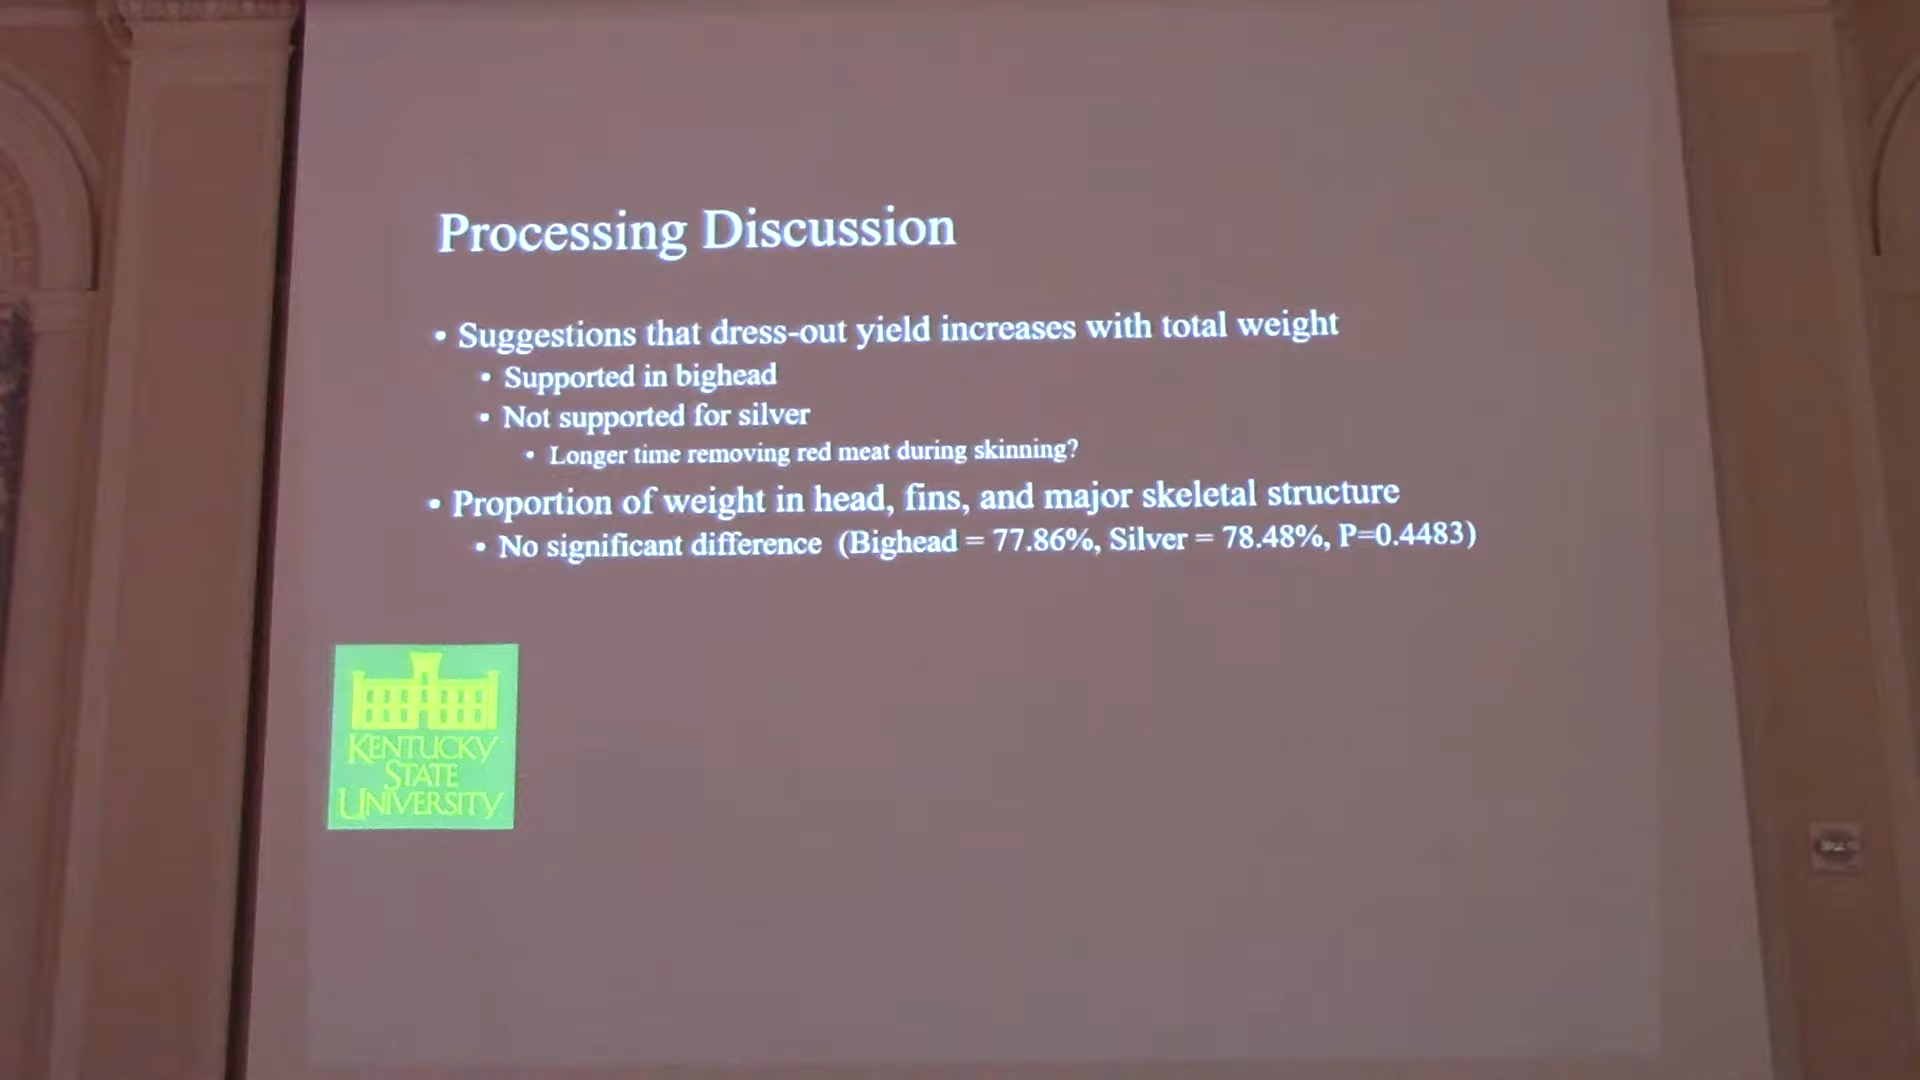 Processing Discussion
• Suggestions that dress-out yield increases with total weight
• Supported in bighead
• Not supported for silver
• Longer time removing red meat during skinning?
• Proportion of weight in head, fins, and major skeletal structure
• No significant difference (Bighead = 77.86%, Silver = 78.48%, P=0.4483)
KENTUCKY
STATE
UNIVERSITY